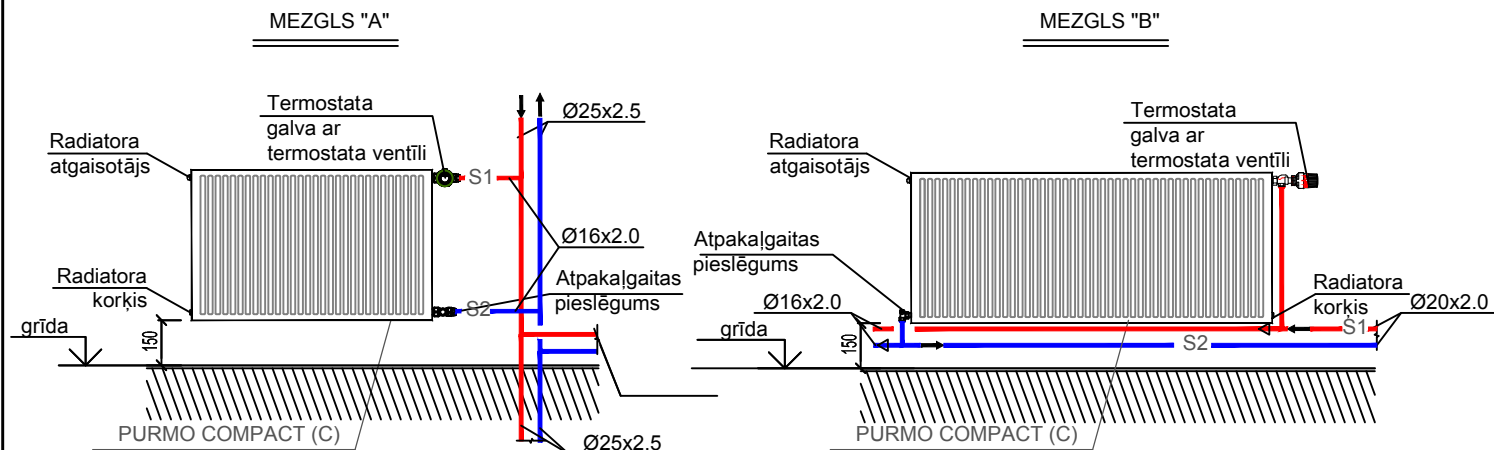 MEZGLS "A"
Termostata
galva ar
termostata ventīli
Ø25x2.5
Radiatora
atgaisotājs
S1
Ø16x2.0
Radiatora
korķis
Atpakaļgaitas
pieslēgums
S2
grīda
150
PURMO COMPACT (C)
Ø25x2.5
MEZGLS "B"
Termostata
galva ar
termostata ventīli
Radiatora
atgaisotājs
Atpakaļgaitas
pieslēgums
Radiatora
korķis
Ø16x2.0
Ø20x2.0
S1
S2
grīda
150
PURMO COMPACT (C)